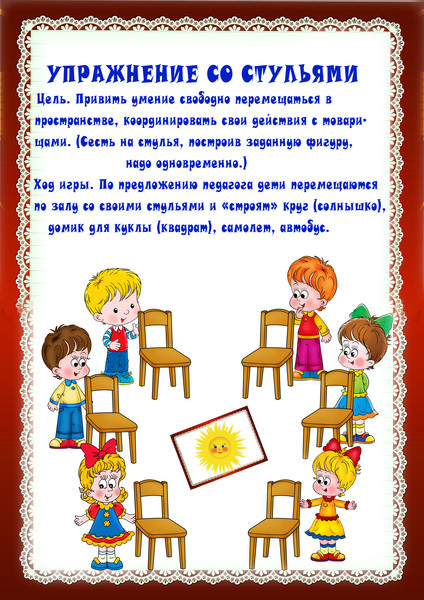 УПРАЖНЕНИЕ СО СТУЛЬЯМИ
Цель. Привить умение свободно перемещаться в
пространстве, координировать свои действия с товари-
щами. (Сесть на стулья, построив заданную фигуру,
надо одновременно.)
Ход игры. По предложению педагога дети перемещаются
по залу со своими стульями и «строят» круг (солнышко),
домик для куклы (квадрат), самолет, автобус.